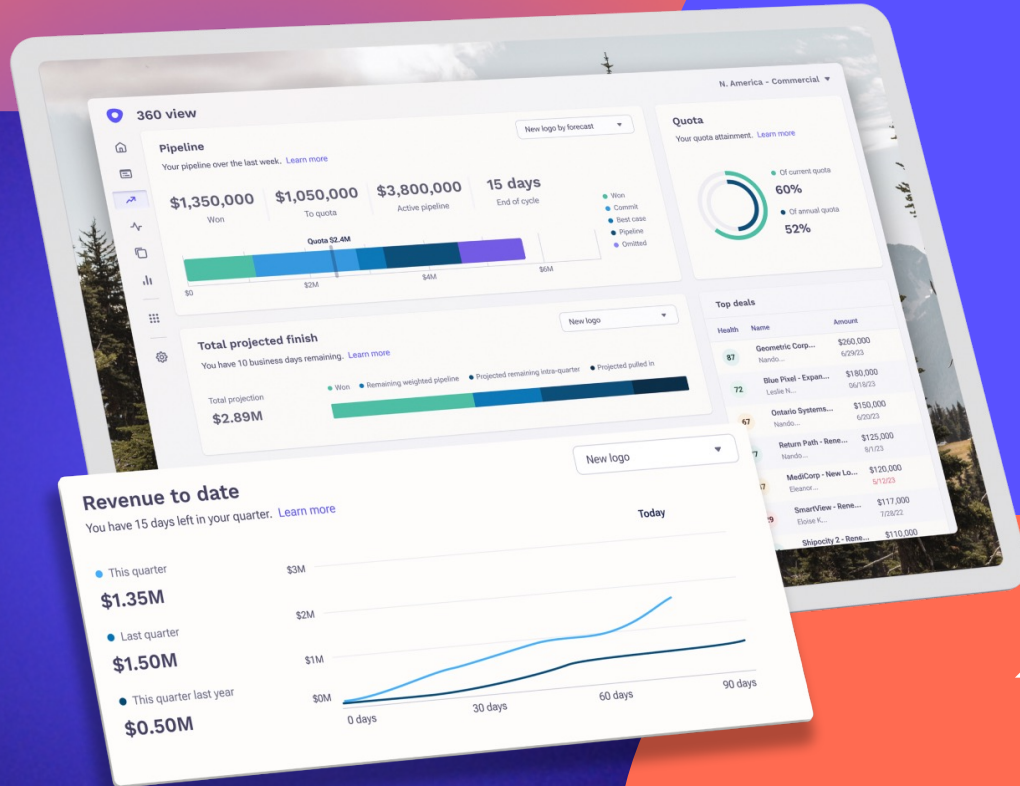 360 view
N. America - Commercial
Pipeline
Your pipeline over the last week. Learn more
New logo by forecast
$1,350,000
Won
$1,050,000
To quota
$3,800,000
Active pipeline
15 days
End of cycle
Won
Commit
Best case
Pipeline
Omitted
Quota $2.4M
$0
$2M
$4M
$6M
Quota
Your quota attainment. Learn more
Of current quota
60%
Of annual quota
52%
Total projected finish
You have 10 business days remaining. Learn more
New logo
Won
Remaining weighted pipeline
Projected remaining intra-quarter
Projected pulled in
Total projection
$2.89M
Top deals
Health Name Amount
87 Geometric Corp... $260,000
Nando... 6/29/23
72 Blue Pixel - Expan... $180,000
Leslie N... 06/18/23
67 Ontario Systems... $150,000
Nando... 6/20/23
7 Return Path - Rene... $125,000
Nando... 6/1/23
7 MediCorp - New Lo... $120,000
Eleanor... 5/12/23
9 SmartView - Rene... $117,000
Eloise K... 7/28/22
Shipocity 2 - Rene... $110,000
Revenue to date
You have 15 days left in your quarter. Learn more
New logo
Today
This quarter
$1.35M
Last quarter
$1.50M
This quarter last year
$0.50M
$3M
$2M
$1M
$0M
0 days
30 days
60 days
90 days